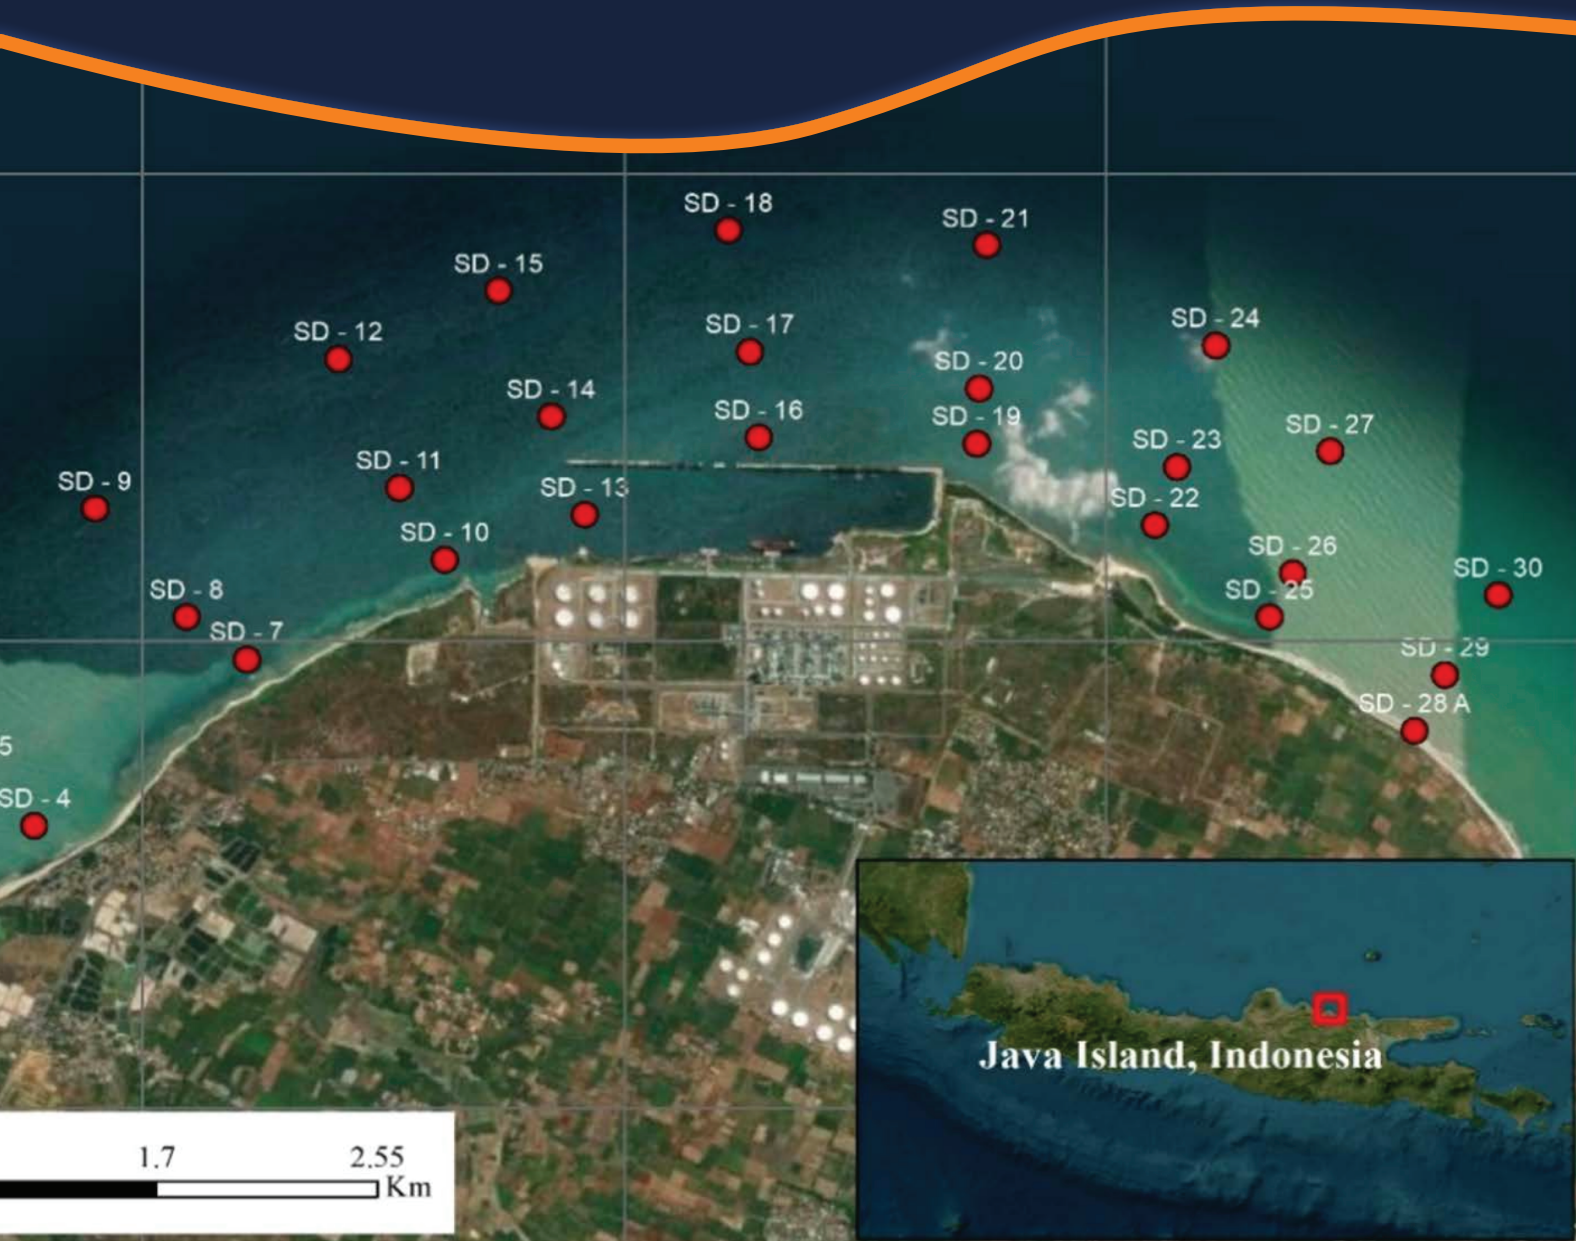 SD - 18
SD - 21
SD - 15
SD - 24
SD - 17
SD - 12
SD - 20
SD - 14
SD - 16
SD - 19
SD - 27
SD - 23
SD - 11
SD - 9
SD - 13
SD - 22
SD - 10
SD - 26
SD - 30
SD - 8
SD - 25
SD - 7
SD - 29
SD - 28 A
5
SD - 4
Java Island, Indonesia
1.7 2.55
Km